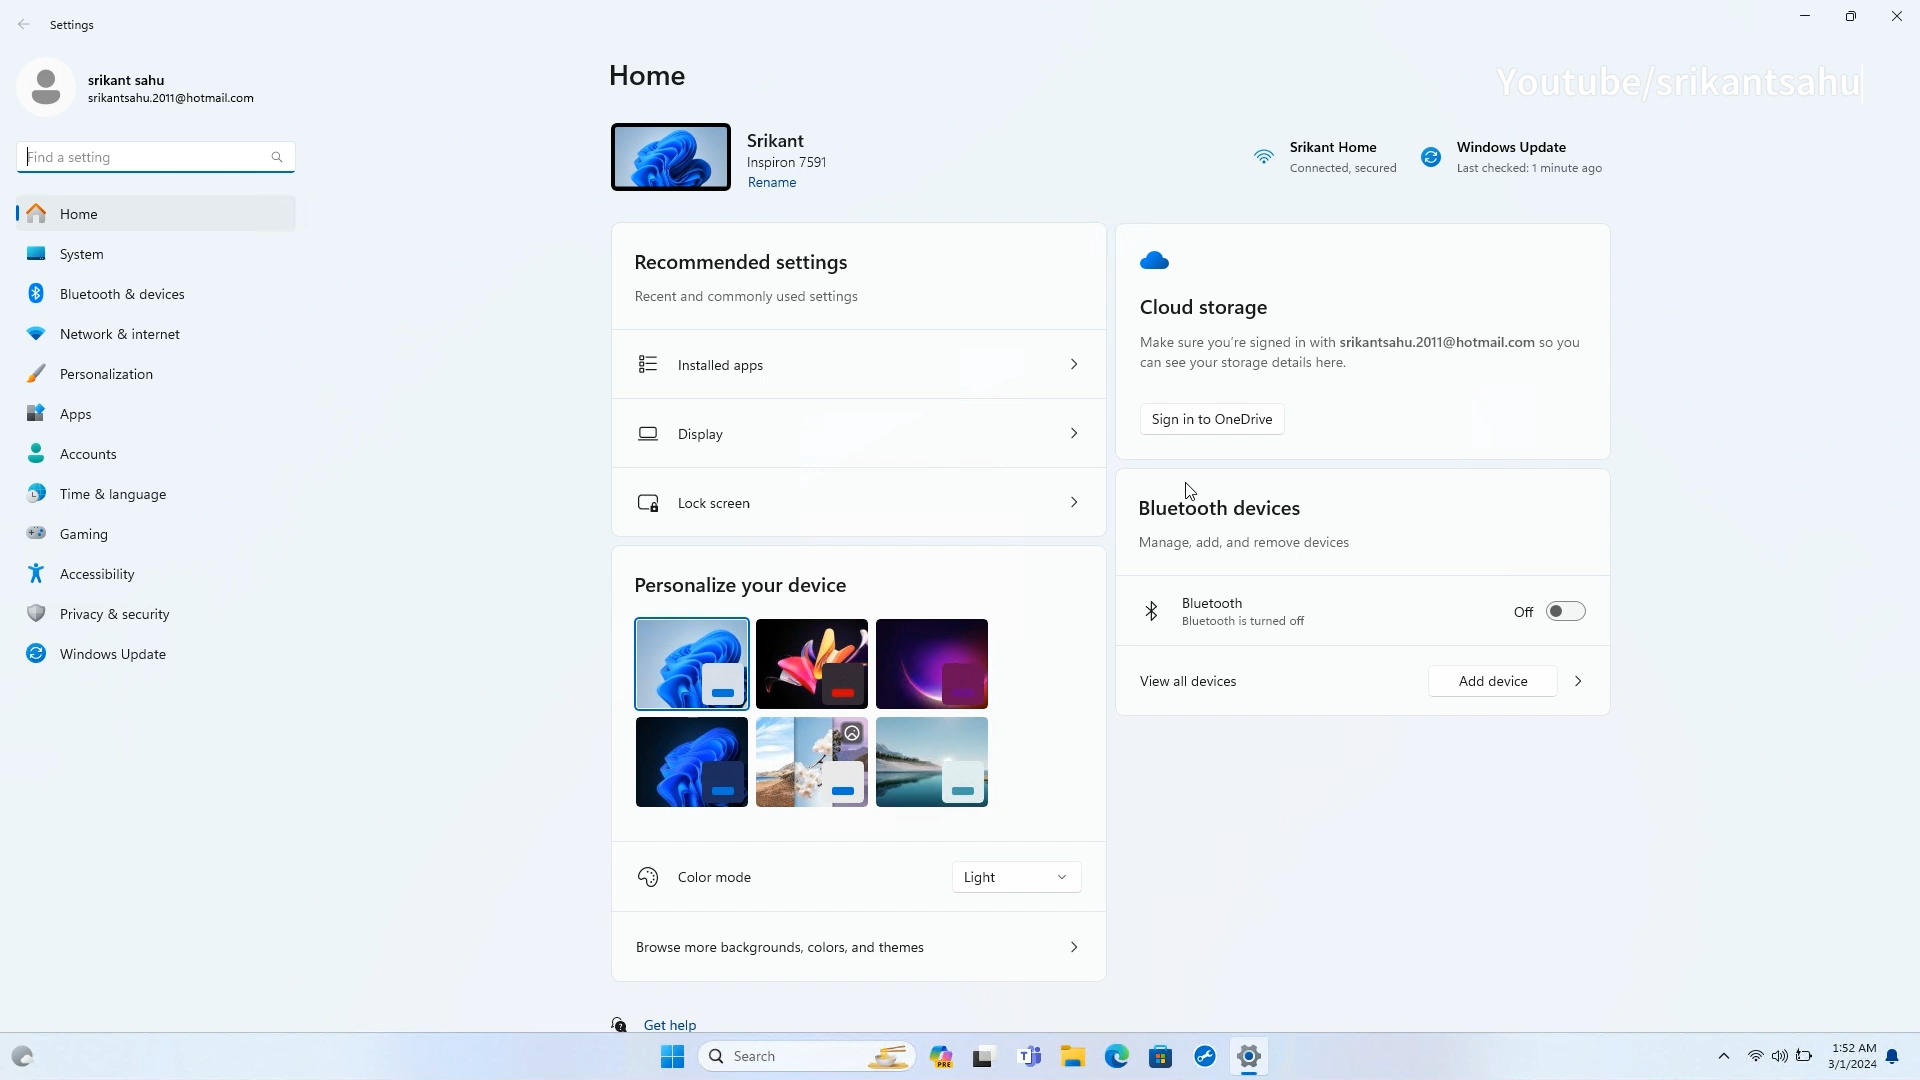 Settings
srikant sahu
srikantsahu.2011@hotmail.com
Find a setting
Home
System
Bluetooth & devices
Network & internet
Personalization
Apps
Accounts
Time & language
Gaming
Accessibility
Privacy & security
Windows Update
Home
Youtube/srikantsahu
Srikant
Inspiron 7591
Rename
Srikant Home
Connected, secured
Windows Update
Last checked: 1 minute ago
Recommended settings
Recent and commonly used settings
Installed apps
Display
Lock screen
Personalize your device
Color mode
Light
Browse more backgrounds, colors, and themes
Get help
Cloud storage
Make sure you're signed in with srikantsahu.2011@hotmail.com so you
can see your storage details here.
Sign in to OneDrive
Bluetooth devices
Manage, add, and remove devices
Bluetooth
Bluetooth is turned off
Off
View all devices
Add device
Search
PRE
1:52 AM
3/1/2024